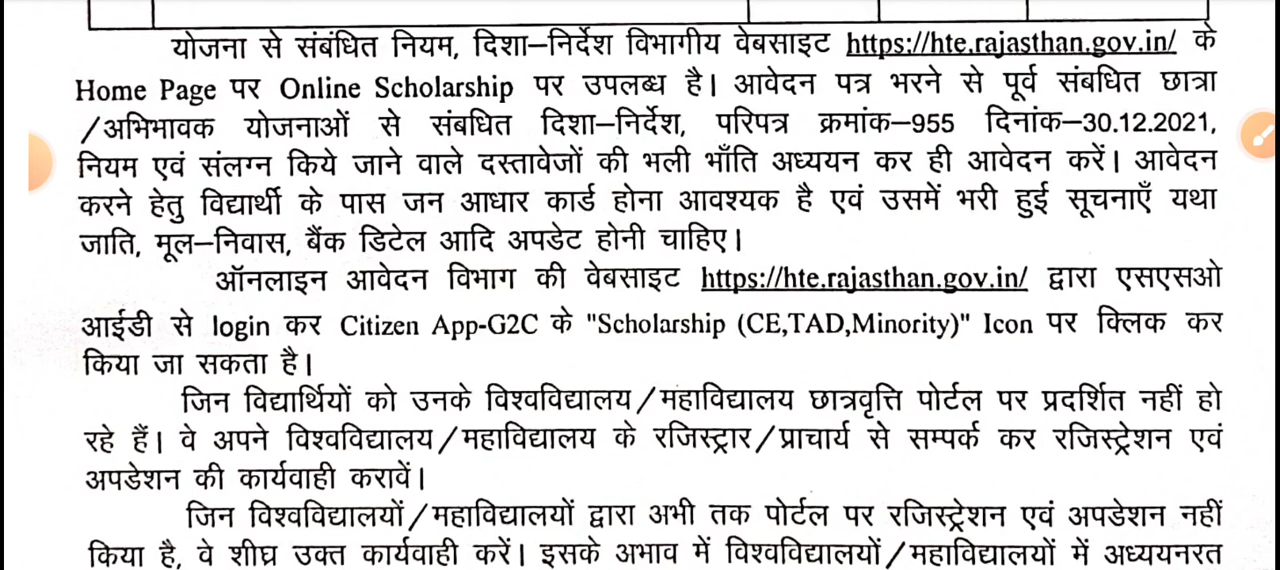 योजना से संबंधित नियम, दिशा–निर्देश विभागीय वेबसाइट https://hte.rajasthan.gov.in/ के
Home Page पर Online Scholarship पर उपलब्ध है। आवेदन पत्र भरने से पूर्व संबधित छात्रा
/अभिभावक योजनाओं से संबधित दिशा–निर्देश, परिपत्र क्रमांक–955 दिनांक–30.12.2021,
नियम एवं संलग्न किये जाने वाले दस्तावेजों की भली भाँति अध्ययन कर ही आवेदन करें। आवेदन
करने हेतु विद्यार्थी के पास जन आधार कार्ड होना आवश्यक है एवं उसमें भरी हुई सूचनाएँ यथा
जाति, मूल–निवास, बैंक डिटेल आदि अपडेट होनी चाहिए।
ऑनलाइन आवेदन विभाग की वेबसाइट https://hte.rajasthan.gov.in/ द्वारा एसएसओ
आईडी से login कर Citizen App-G2C के "Scholarship (CE,TAD,Minority)" Icon पर क्लिक कर
किया जा सकता है।
जिन विद्यार्थियों को उनके विश्वविद्यालय/महाविद्यालय छात्रवृत्ति पोर्टल पर प्रदर्शित नहीं हो
रहे हैं। वे अपने विश्वविद्यालय/महाविद्यालय के रजिस्ट्रार/प्राचार्य से सम्पर्क कर रजिस्ट्रेशन एवं
अपडेशन की कार्यवाही करावें।
जिन विश्वविद्यालयों/महाविद्यालयों द्वारा अभी तक पोर्टल पर रजिस्ट्रेशन एवं अपडेशन नहीं
किया है, वे शीघ्र उक्त कार्यवाही करें। इसके अभाव में विश्वविद्यालयों/महाविद्यालयों में अध्ययनरत